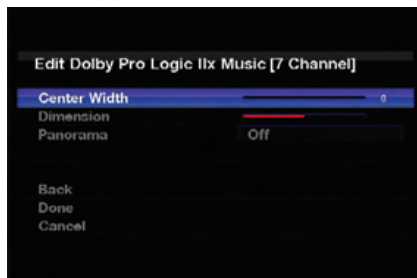 Edit Dolby Pro Logic IIx Music [7 Channel]
Center Width 0
Dimension
Panorama Off
Back
Done
Cancel